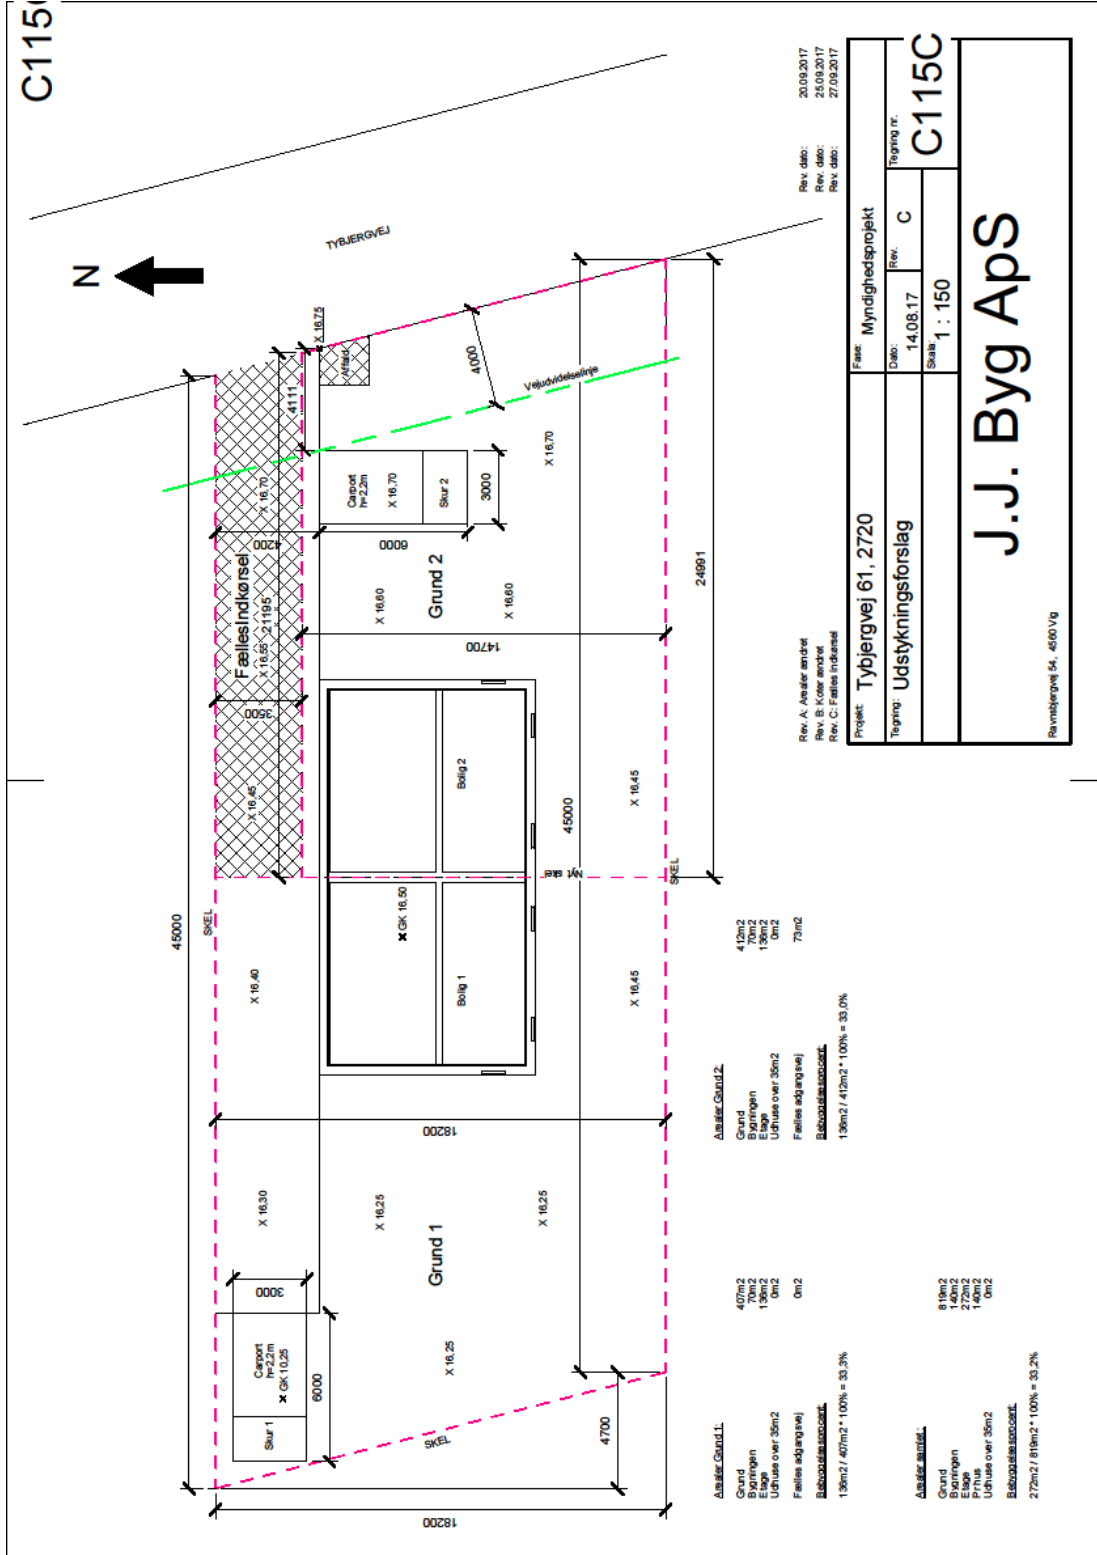 C115C
N
TYBJERGVEJ
45000
SKEL
X 16,75
Affald
4111
4000
Vejudvidelseslinje
X 16,70
4200
FællesIndkørsel
X 16,55
21195
3500
X 16,45
Carport
h=2,2m
X 16,70
Skur 2
3000
6000
X 16,70
X 16,60
Grund 2
X 16,60
14700
24991
Bolig 2
X 16,45
45000
Nyt skel
SKEL
X GK 16,50
X 16,40
Bolig 1
X 16,45
18200
X 16,30
X 16,25
X 16,25
Grund 1
3000
Carport
h=2,2m
X GK 10,25
Skur 1
6000
X 16,25
SKEL
4700
18200
Arealer Grund 1:
Grund 407m2
Bygningen 70m2
Etage 136m2
Udhuse over 35m2 0m2
Fælles adgangsvej 0m2
Bebyggelsesprocent:
136m2 / 407m2 * 100% = 33,3%
Arealer Grund 2:
Grund 412m2
Bygningen 70m2
Etage 136m2
Udhuse over 35m2 0m2
Fælles adgangsvej 73m2
Bebyggelsesprocent:
136m2 / 412m2 * 100% = 33,0%
Arealer samlet:
Grund 819m2
Bygningen 140m2
Etage 272m2
P.hus 140m2
Udhuse over 35m2 0m2
Bebyggelsesprocent:
272m2 / 819m2 * 100% = 33,2%
Rev. A: Arealer ændret Rev. dato: 20.09.2017
Rev. B: Koter ændret Rev. dato: 25.09.2017
Rev. C: Fælles indkørsel Rev. dato: 27.09.2017
Projekt: Tybjergvej 61, 2720
Fase: Myndighedsprojekt
Tegning: Udstykningsforslag
Dato: 14.08.17
Rev. C
Tegning nr. C115C
Skala: 1 : 150
J.J. Byg ApS
Ravnsbjergvej 54, 4560 Vig